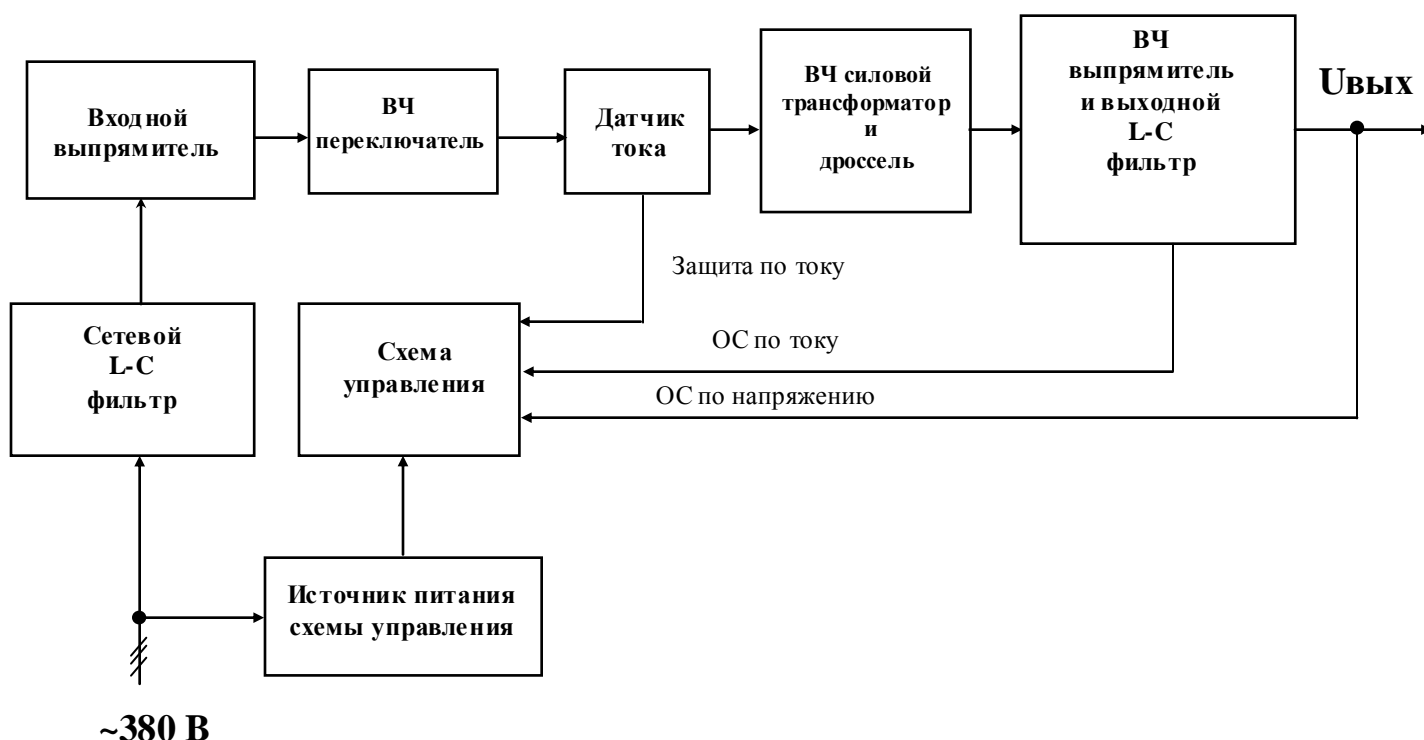 Входной
выпрямитель
ВЧ
переключатель
Датчик
тока
ВЧ силовой
трансформатор
и
дроссель
ВЧ
выпрямитель
и выходной
L-C
фильтр
Uвых
Защита по току
Сетевой
L-C
фильтр
Схема
управления
ОС по току
ОС по напряжению
Источник питания
схемы управления
~380 В